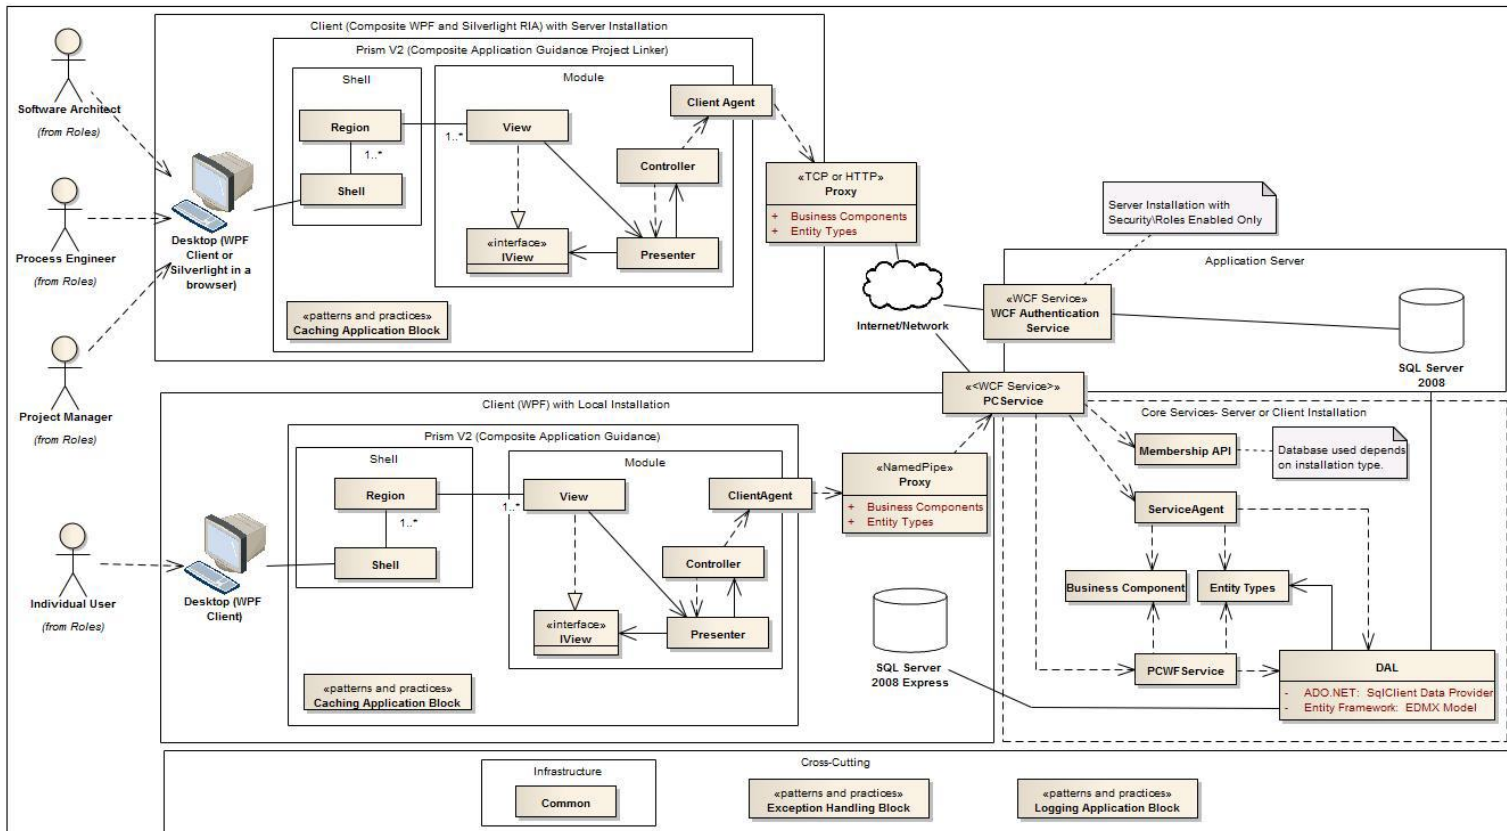 Client (Composite WPF and Silverlight RIA) with Server Installation
Prism V2 (Composite Application Guidance Project Linker)
Shell
Module
Region
1..*
Shell
1..*
View
Client Agent
Controller
«interface»
IView
Presenter
«patterns and practices»
Caching Application Block
Software Architect
(from Roles)
Process Engineer
(from Roles)
Project Manager
(from Roles)
Desktop (WPF
Client or
Silverlight in a
browser)
«TCP or HTTP»
Proxy
+ Business Components
+ Entity Types
Internet/Network
Server Installation with
Security\Roles Enabled Only
Application Server
«WCF Service»
WCF Authentication
Service
SQL Server
2008
«<WCF Service>»
PCService
Client (WPF) with Local Installation
Prism V2 (Composite Application Guidance)
Shell
Module
Region
1..*
Shell
1..*
View
ClientAgent
Controller
«interface»
IView
Presenter
«patterns and practices»
Caching Application Block
Individual User
(from Roles)
Desktop (WPF
Client)
«NamedPipe»
Proxy
+ Business Components
+ Entity Types
SQL Server
2008 Express
Core Services- Server or Client Installation
Membership API
Database used depends
on installation type.
ServiceAgent
Business Component
Entity Types
PCWFService
DAL
- ADO.NET: SqlClient Data Provider
- Entity Framework: EDMX Model
Cross-Cutting
Infrastructure
Common
«patterns and practices»
Exception Handling Block
«patterns and practices»
Logging Application Block